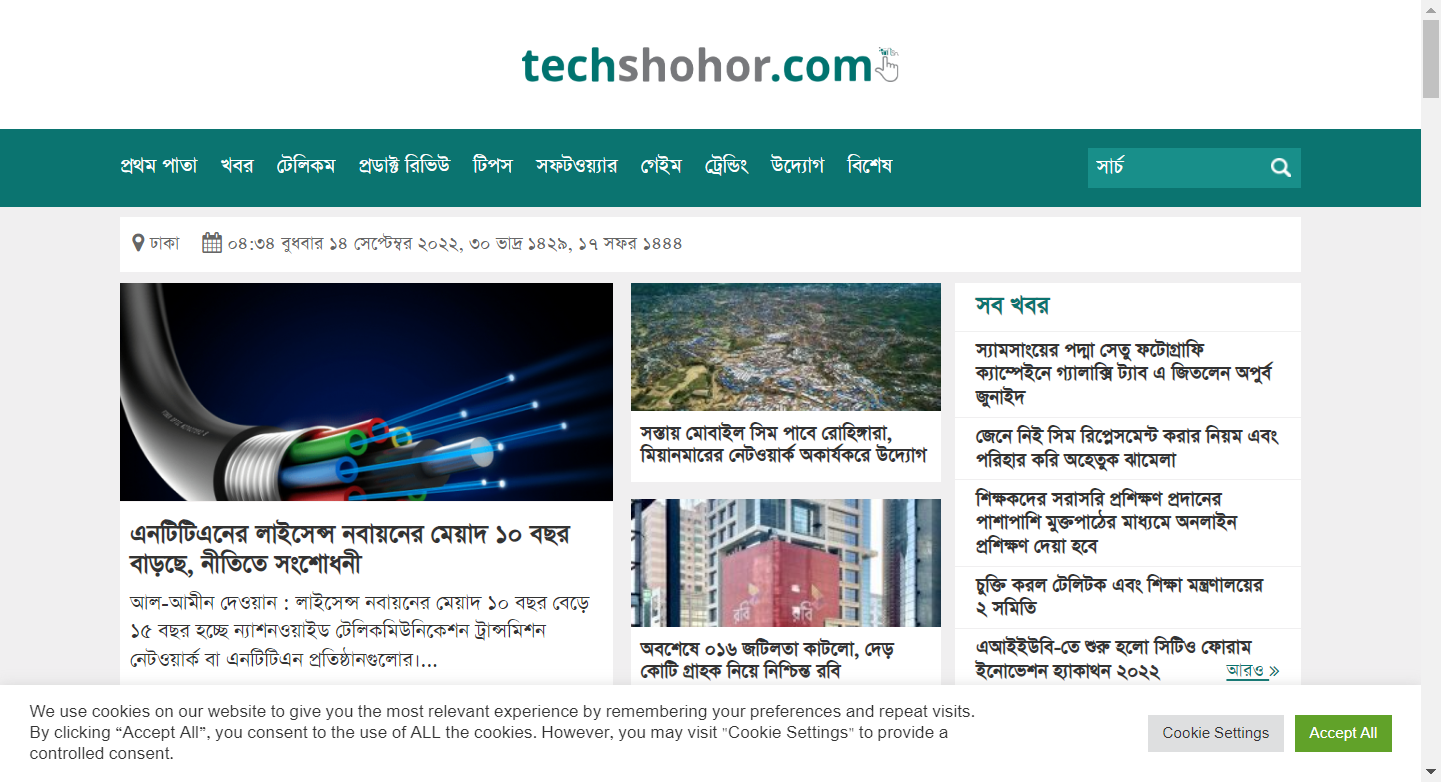 techshohor.com
প্রথম পাতা খবর টেলিকম প্রডাক্ট রিভিউ টিপস সফটওয়্যার গেইম ট্রেন্ডিং উদ্যোগ বিশেষ
সার্চ
ঢাকা ০৪:৩৪ বুধবার ১৪ সেপ্টেম্বর ২০২২, ৩০ ভাদ্র ১৪২৯, ১৭ সফর ১৪৪৪
এনটিটিএনের লাইসেন্স নবায়নের মেয়াদ ১০ বছর
বাড়ছে, নীতিতে সংশোধনী
আল-আমীন দেওয়ান : লাইসেন্স নবায়নের মেয়াদ ১০ বছর বেড়ে
১৫ বছর হচ্ছে ন্যাশনওয়াইড টেলিকমিউনিকেশন ট্রান্সমিশন
নেটওয়ার্ক বা এনটিটিএন প্রতিষ্ঠানগুলোর।...
সস্তায় মোবাইল সিম পাবে রোহিঙ্গারা,
মিয়ানমারের নেটওয়ার্ক অকার্যকরে উদ্যোগ
রবি রবি
অবশেষে ০১৬ জটিলতা কাটলো, দেড়
কোটি গ্রাহক নিয়ে নিশ্চিন্ত রবি
সব খবর
স্যামসাংয়ের পদ্মা সেতু ফটোগ্রাফি
ক্যাম্পেইনে গ্যালাক্সি ট্যাব এ জিতলেন অপুর্ব
জুনাইদ
জেনে নিই সিম রিপ্লেসমেন্ট করার নিয়ম এবং
পরিহার করি অহেতুক ঝামেলা
শিক্ষকদের সরাসরি প্রশিক্ষণ প্রদানের
পাশাপাশি মুক্তপাঠের মাধ্যমে অনলাইন
প্রশিক্ষণ দেয়া হবে
চুক্তি করল টেলিটক এবং শিক্ষা মন্ত্রণালয়ের
২ সমিতি
এআইইউবি-তে শুরু হলো সিটিও ফোরাম
ইনোভেশন হ্যাকাথন ২০২২
আরও »
We use cookies on our website to give you the most relevant experience by remembering your preferences and repeat visits.
By clicking “Accept All”, you consent to the use of ALL the cookies. However, you may visit "Cookie Settings" to provide a
controlled consent.
Cookie Settings
Accept All